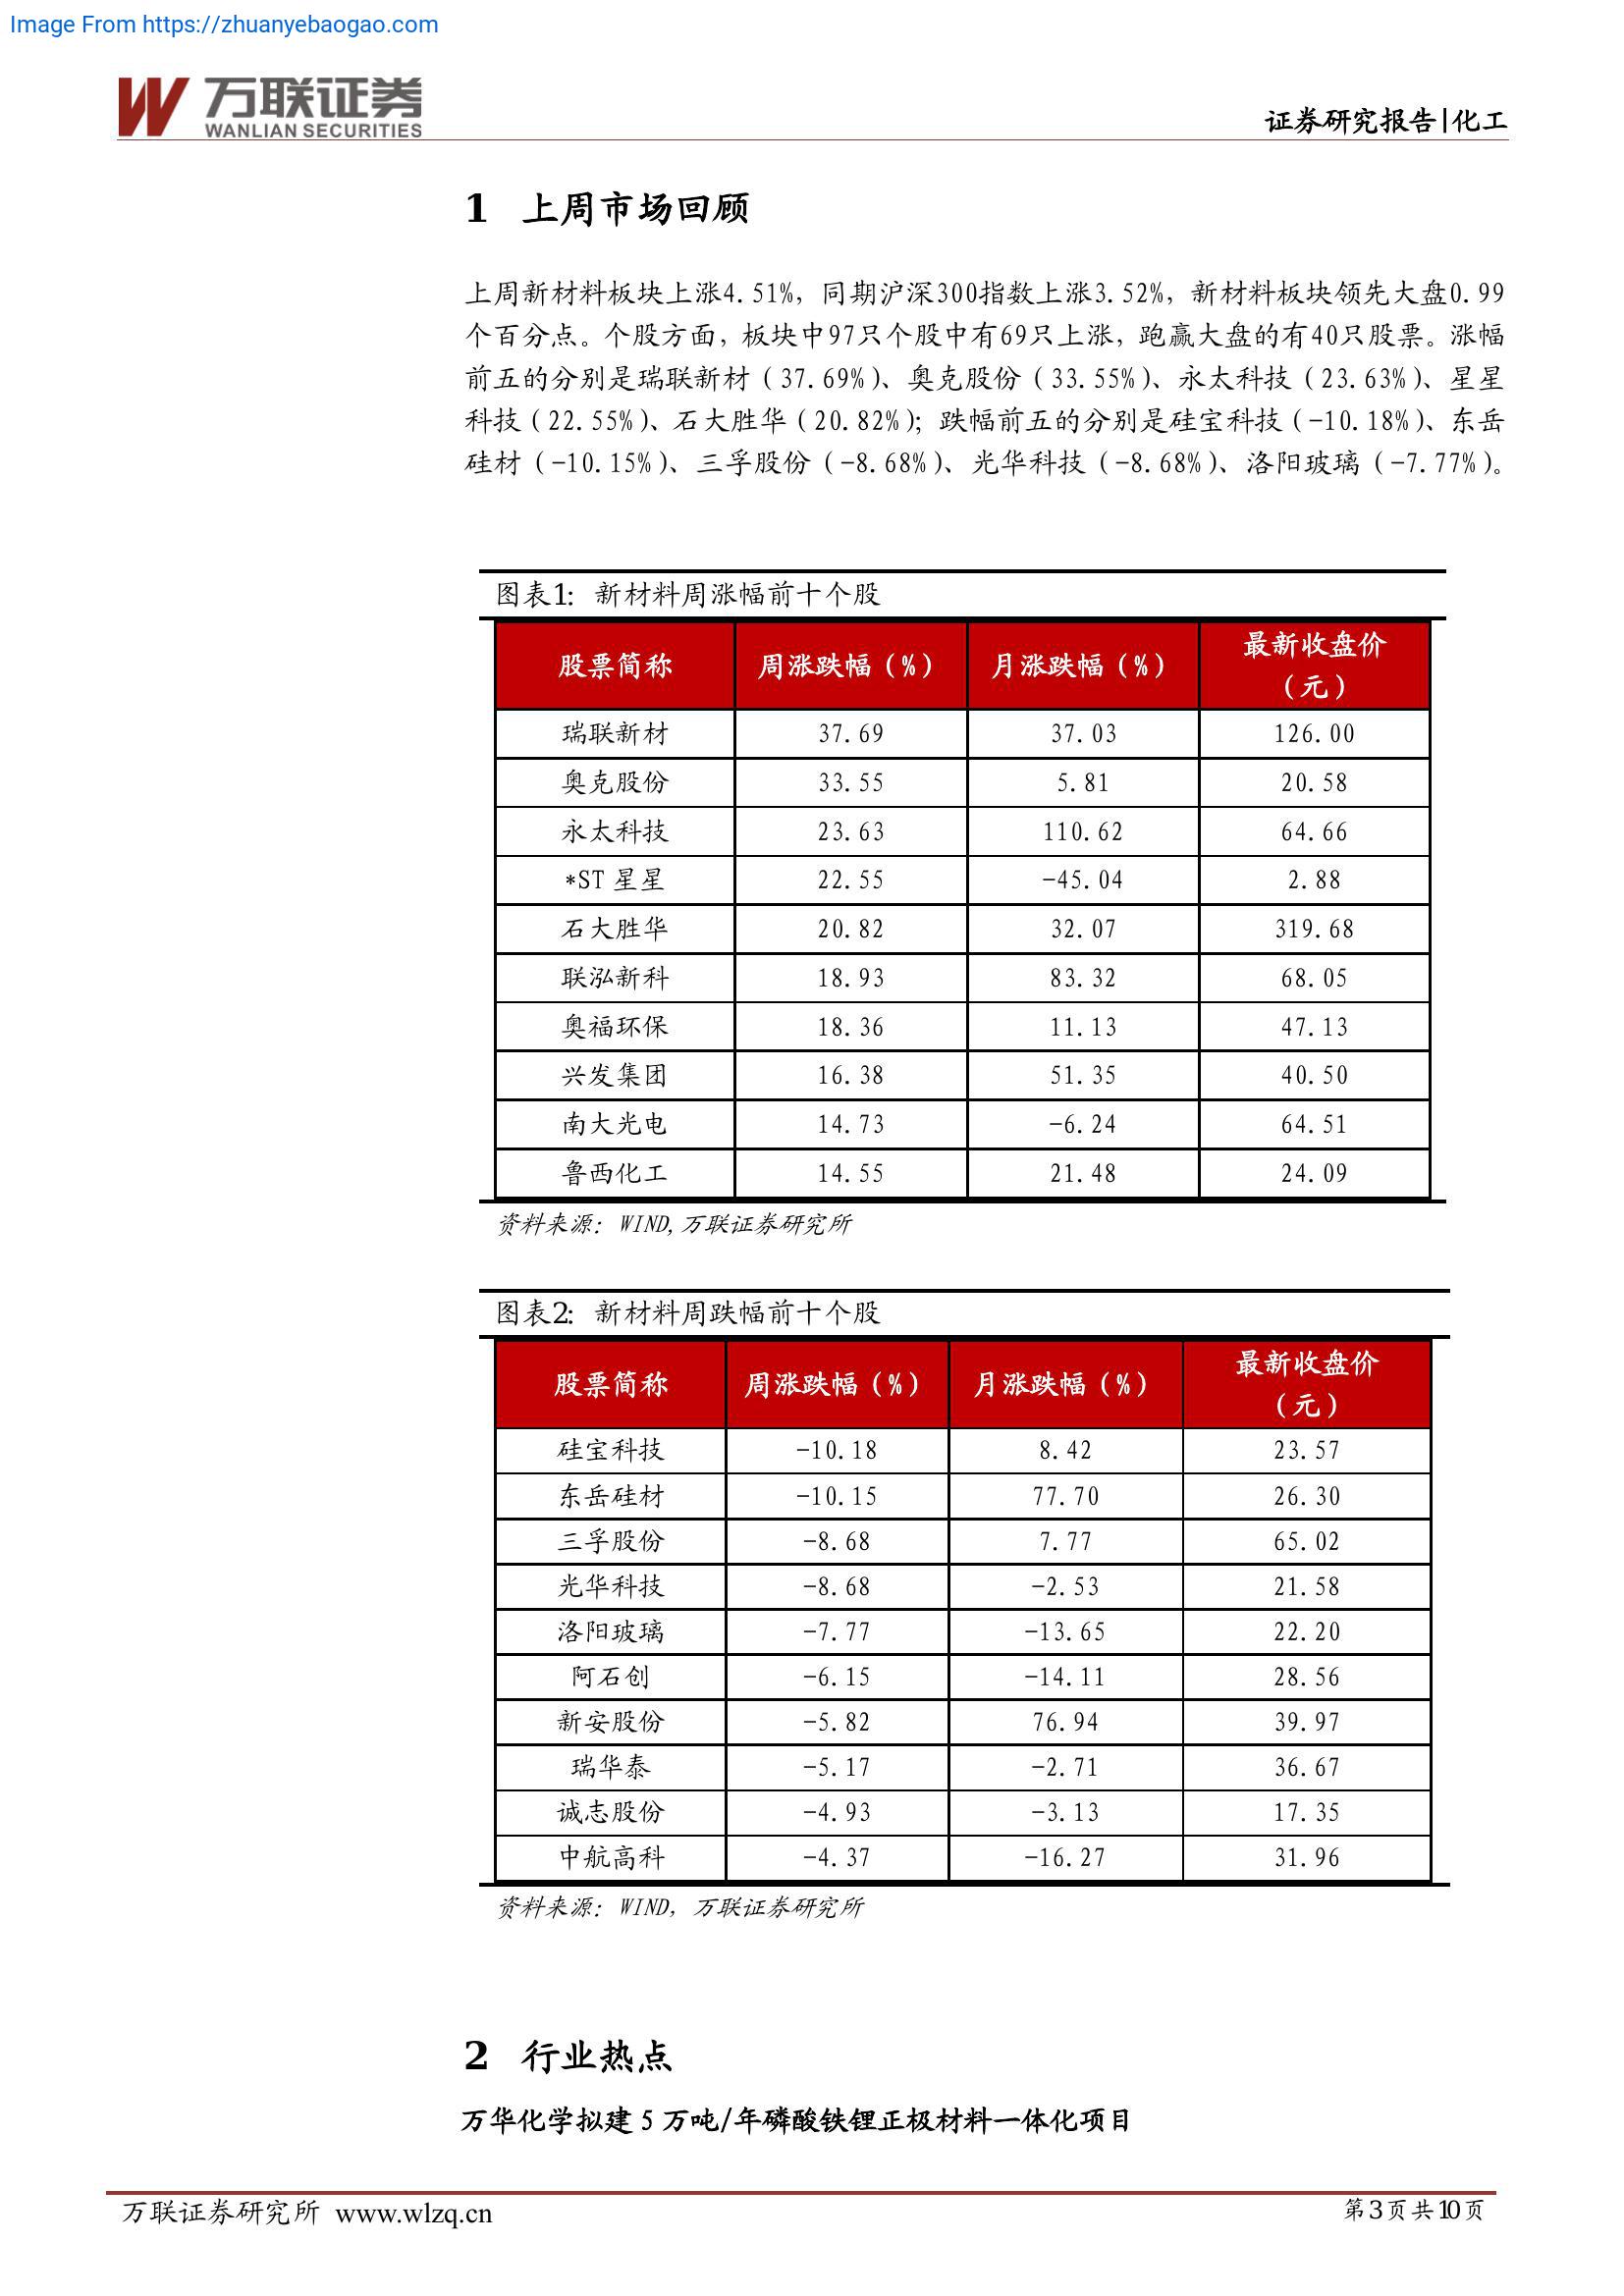 Image From https://zhuanyebaogao.com
万联证券
WANLIAN SECURITIES
证券研究报告|化工
1 上周市场回顾
上周新材料板块上涨4.51%，同期沪深300指数上涨3.52%，新材料板块领先大盘0.99
个百分点。个股方面，板块中97只个股中有69只上涨，跑赢大盘的有40只股票。涨幅
前五的分别是瑞联新材（37.69%）、奥克股份（33.55%）、永太科技（23.63%）、星星
科技（22.55%）、石大胜华（20.82%）；跌幅前五的分别是硅宝科技（-10.18%）、东岳
硅材（-10.15%）、三孚股份（-8.68%）、光华科技（-8.68%）、洛阳玻璃（-7.77%）。
图表1：新材料周涨幅前十个股
股票简称 周涨跌幅（%） 月涨跌幅（%） 最新收盘价（元）
瑞联新材 37.69 37.03 126.00
奥克股份 33.55 5.81 20.58
永太科技 23.63 110.62 64.66
*ST 星星 22.55 -45.04 2.88
石大胜华 20.82 32.07 319.68
联泓新科 18.93 83.32 68.05
奥福环保 18.36 11.13 47.13
兴发集团 16.38 51.35 40.50
南大光电 14.73 -6.24 64.51
鲁西化工 14.55 21.48 24.09
资料来源：WIND,万联证券研究所
图表2：新材料周跌幅前十个股
股票简称 周涨跌幅（%） 月涨跌幅（%） 最新收盘价（元）
硅宝科技 -10.18 8.42 23.57
东岳硅材 -10.15 77.70 26.30
三孚股份 -8.68 7.77 65.02
光华科技 -8.68 -2.53 21.58
洛阳玻璃 -7.77 -13.65 22.20
阿石创 -6.15 -14.11 28.56
新安股份 -5.82 76.94 39.97
瑞华泰 -5.17 -2.71 36.67
诚志股份 -4.93 -3.13 17.35
中航高科 -4.37 -16.27 31.96
资料来源：WIND，万联证券研究所
2 行业热点
万华化学拟建 5 万吨/年磷酸铁锂正极材料一体化项目
万联证券研究所 www.wlzq.cn
第3页共10页